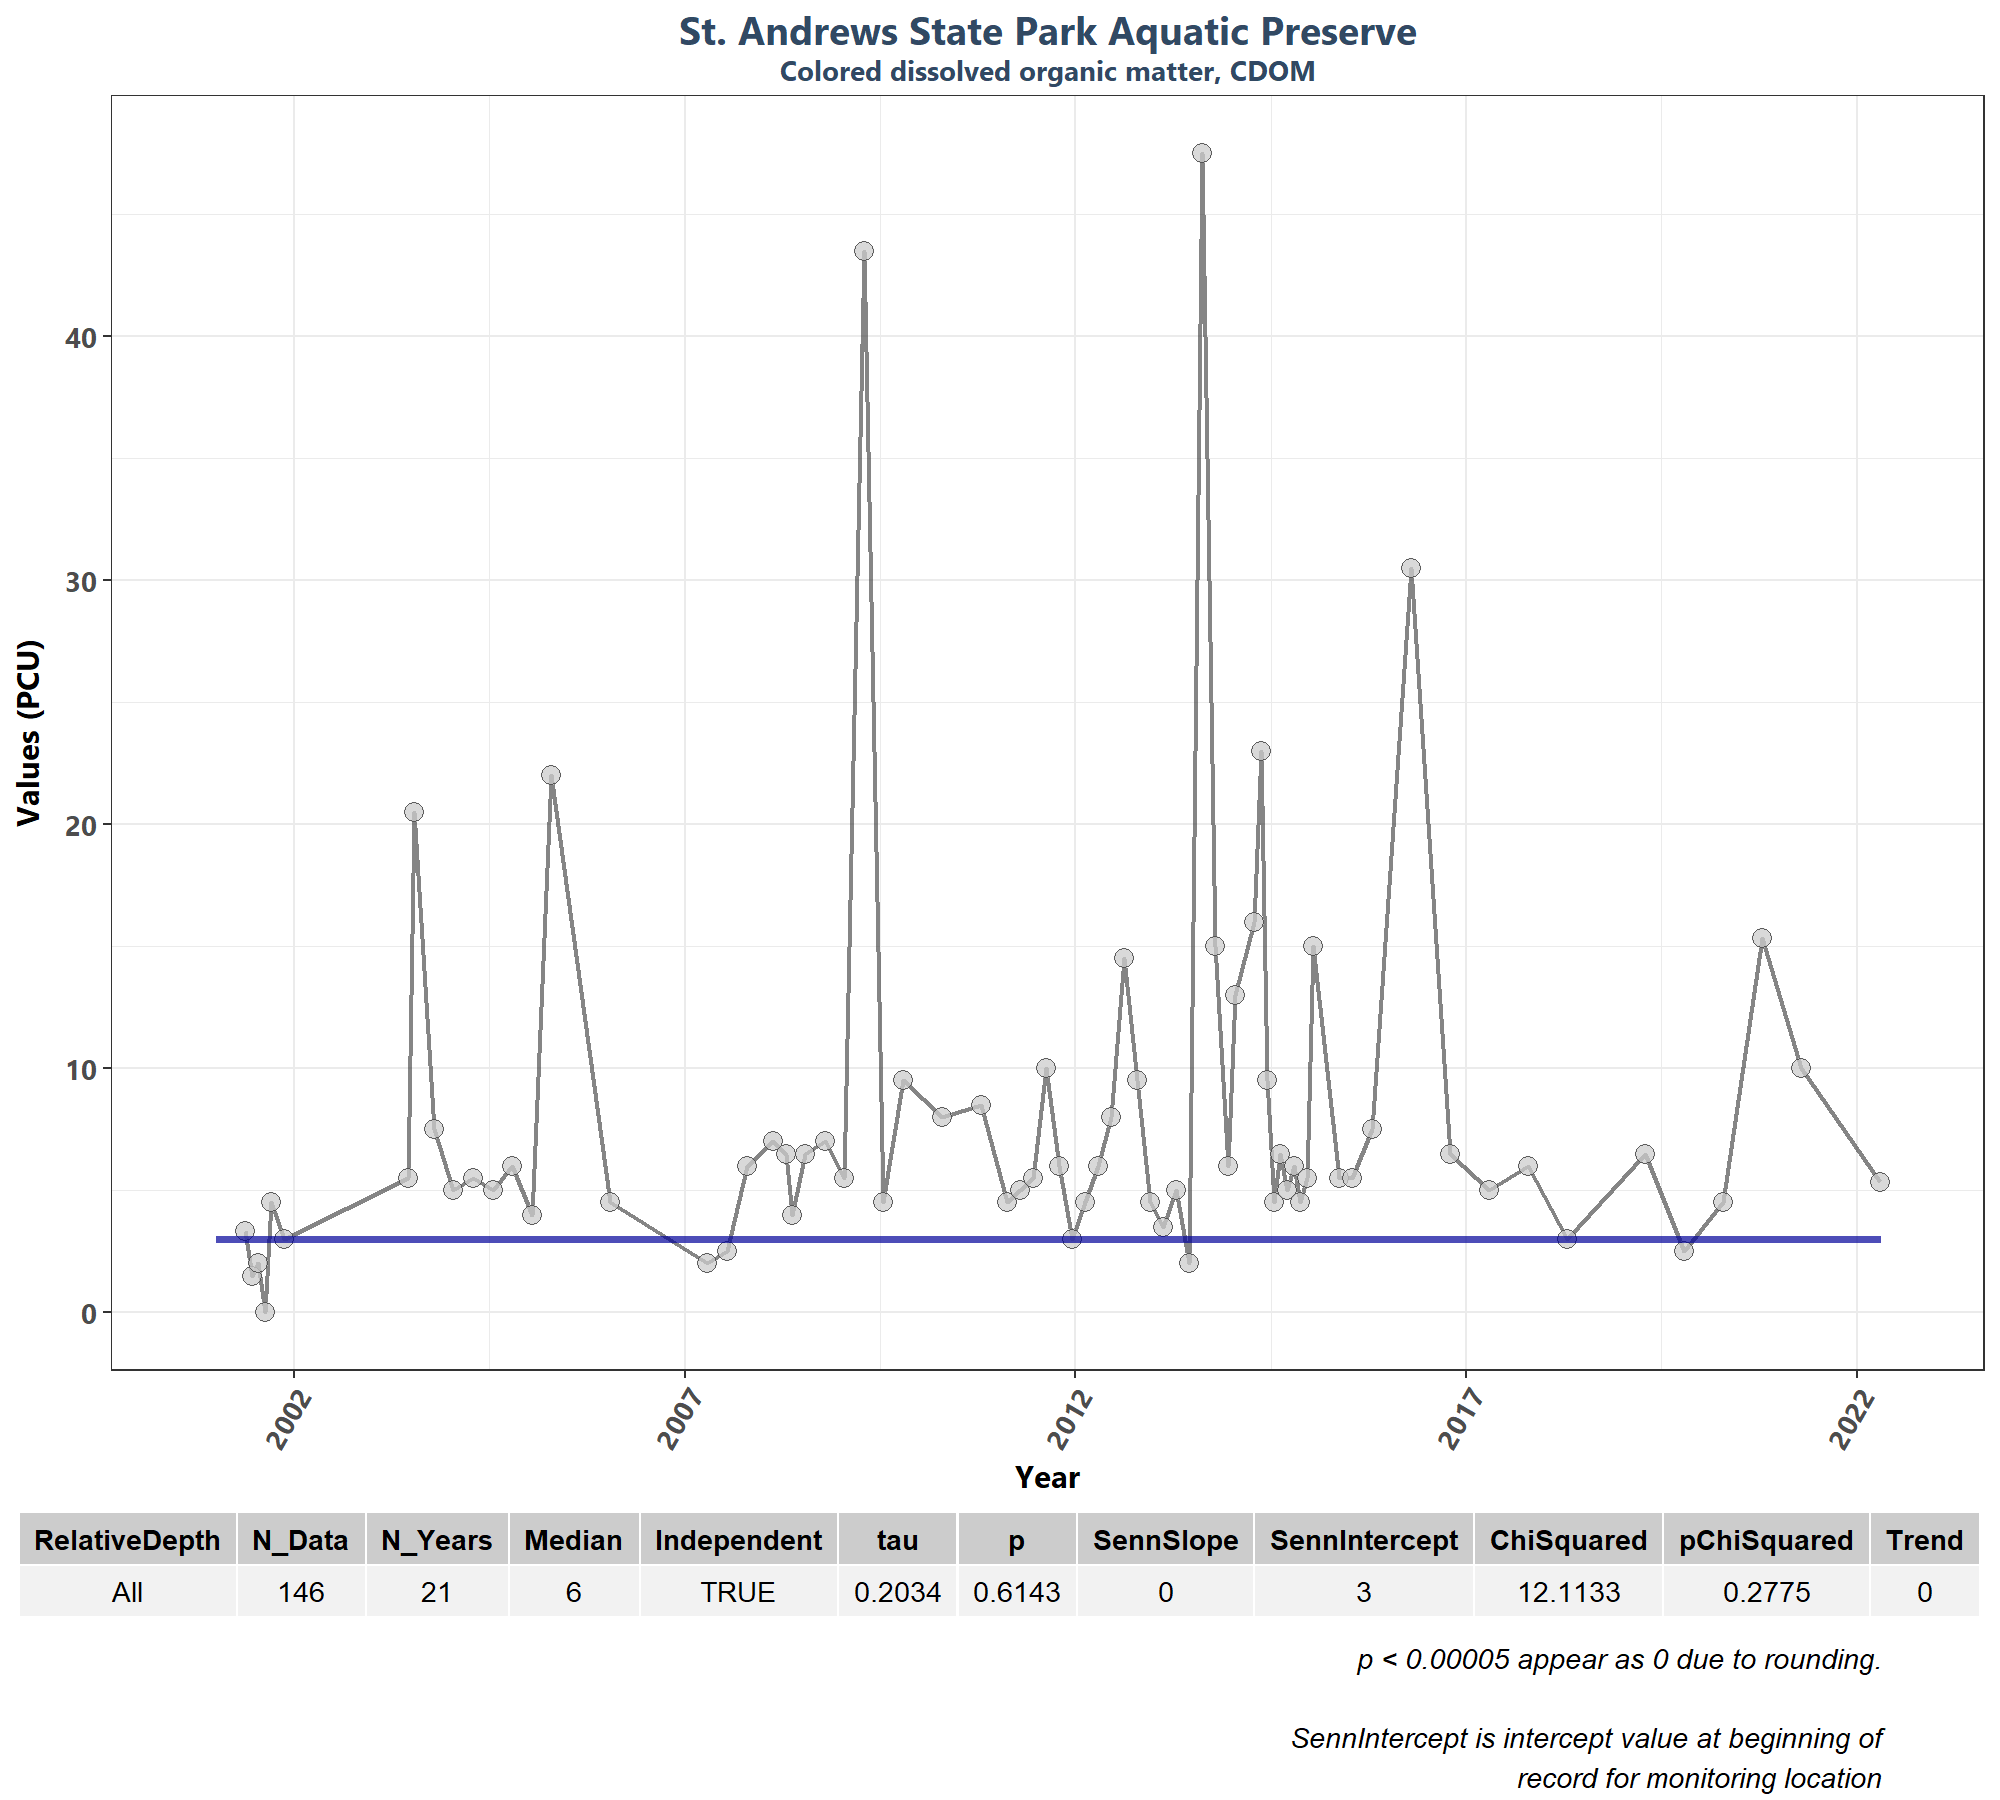 St. Andrews State Park Aquatic Preserve
Colored dissolved organic matter, CDOM
Values (PCU)
40
30
20
10
0
2002
2007
2012
2017
2022
Year
RelativeDepth N_Data N_Years Median Independent tau p SennSlope SennIntercept ChiSquared pChiSquared Trend
All 146 21 6 TRUE 0.2034 0.6143 0 3 12.1133 0.2775 0
p < 0.00005 appear as 0 due to rounding.
SennIntercept is intercept value at beginning of
record for monitoring location